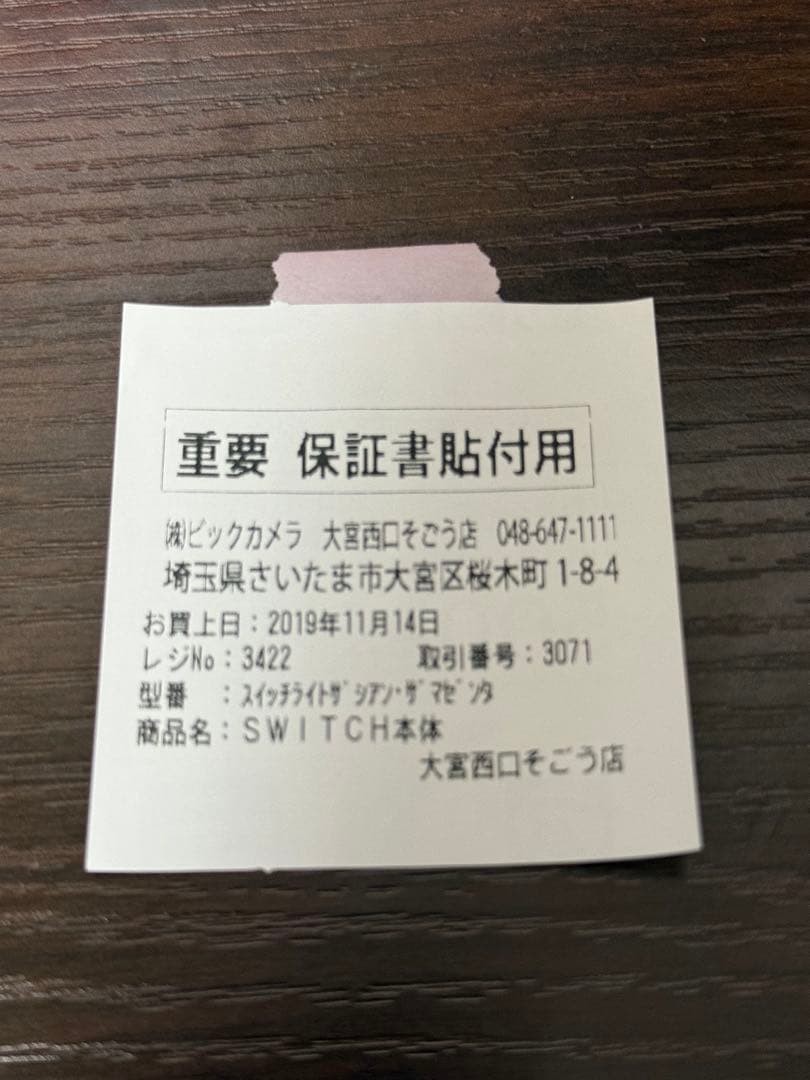 重要 保証書貼付用
㈱ビックカメラ 大宮西口そごう店 048-647-1111
埼玉県さいたま市大宮区桜木町1-8-4
お買上日：2019年11月14日
レジNo：3422 取引番号：3071
型番 ：ｽｲｯﾁﾗｲﾄｻﾞｼｱﾝ･ｻﾞﾏｾﾞﾝﾀ
商品名：ＳＷＩＴＣＨ本体
大宮西口そごう店